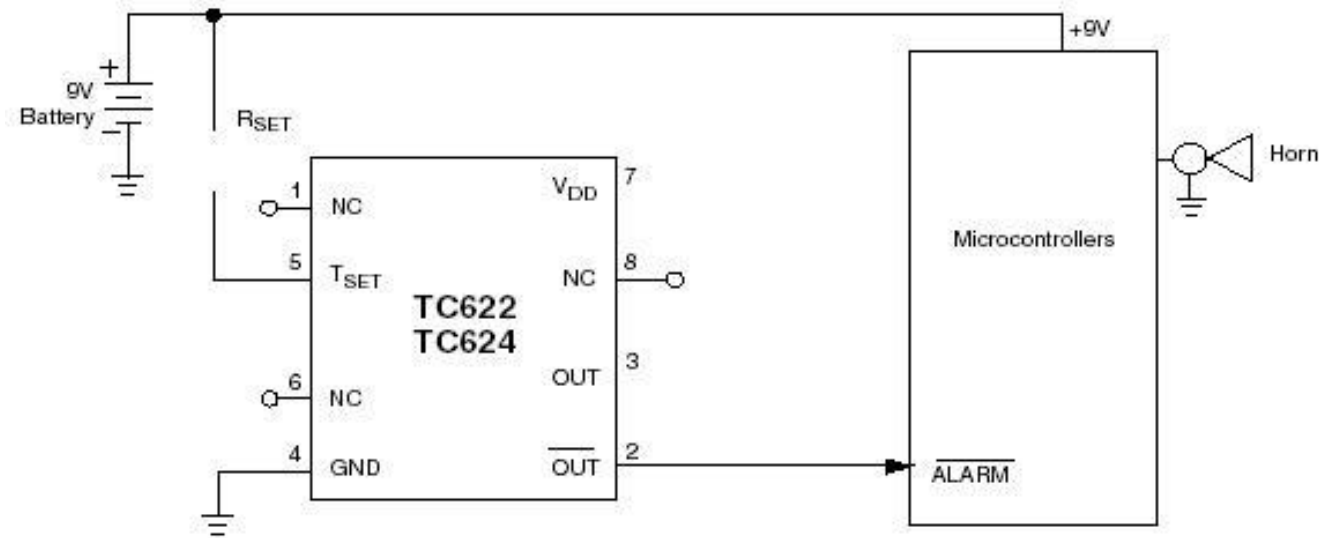 +9V
+
9V
Battery
−
RSET
1
NC
5
TSET
6
NC
4
GND
TC622
TC624
VDD
7
NC
8
OUT
3
OUT
2
Microcontrollers
ALARM
Horn